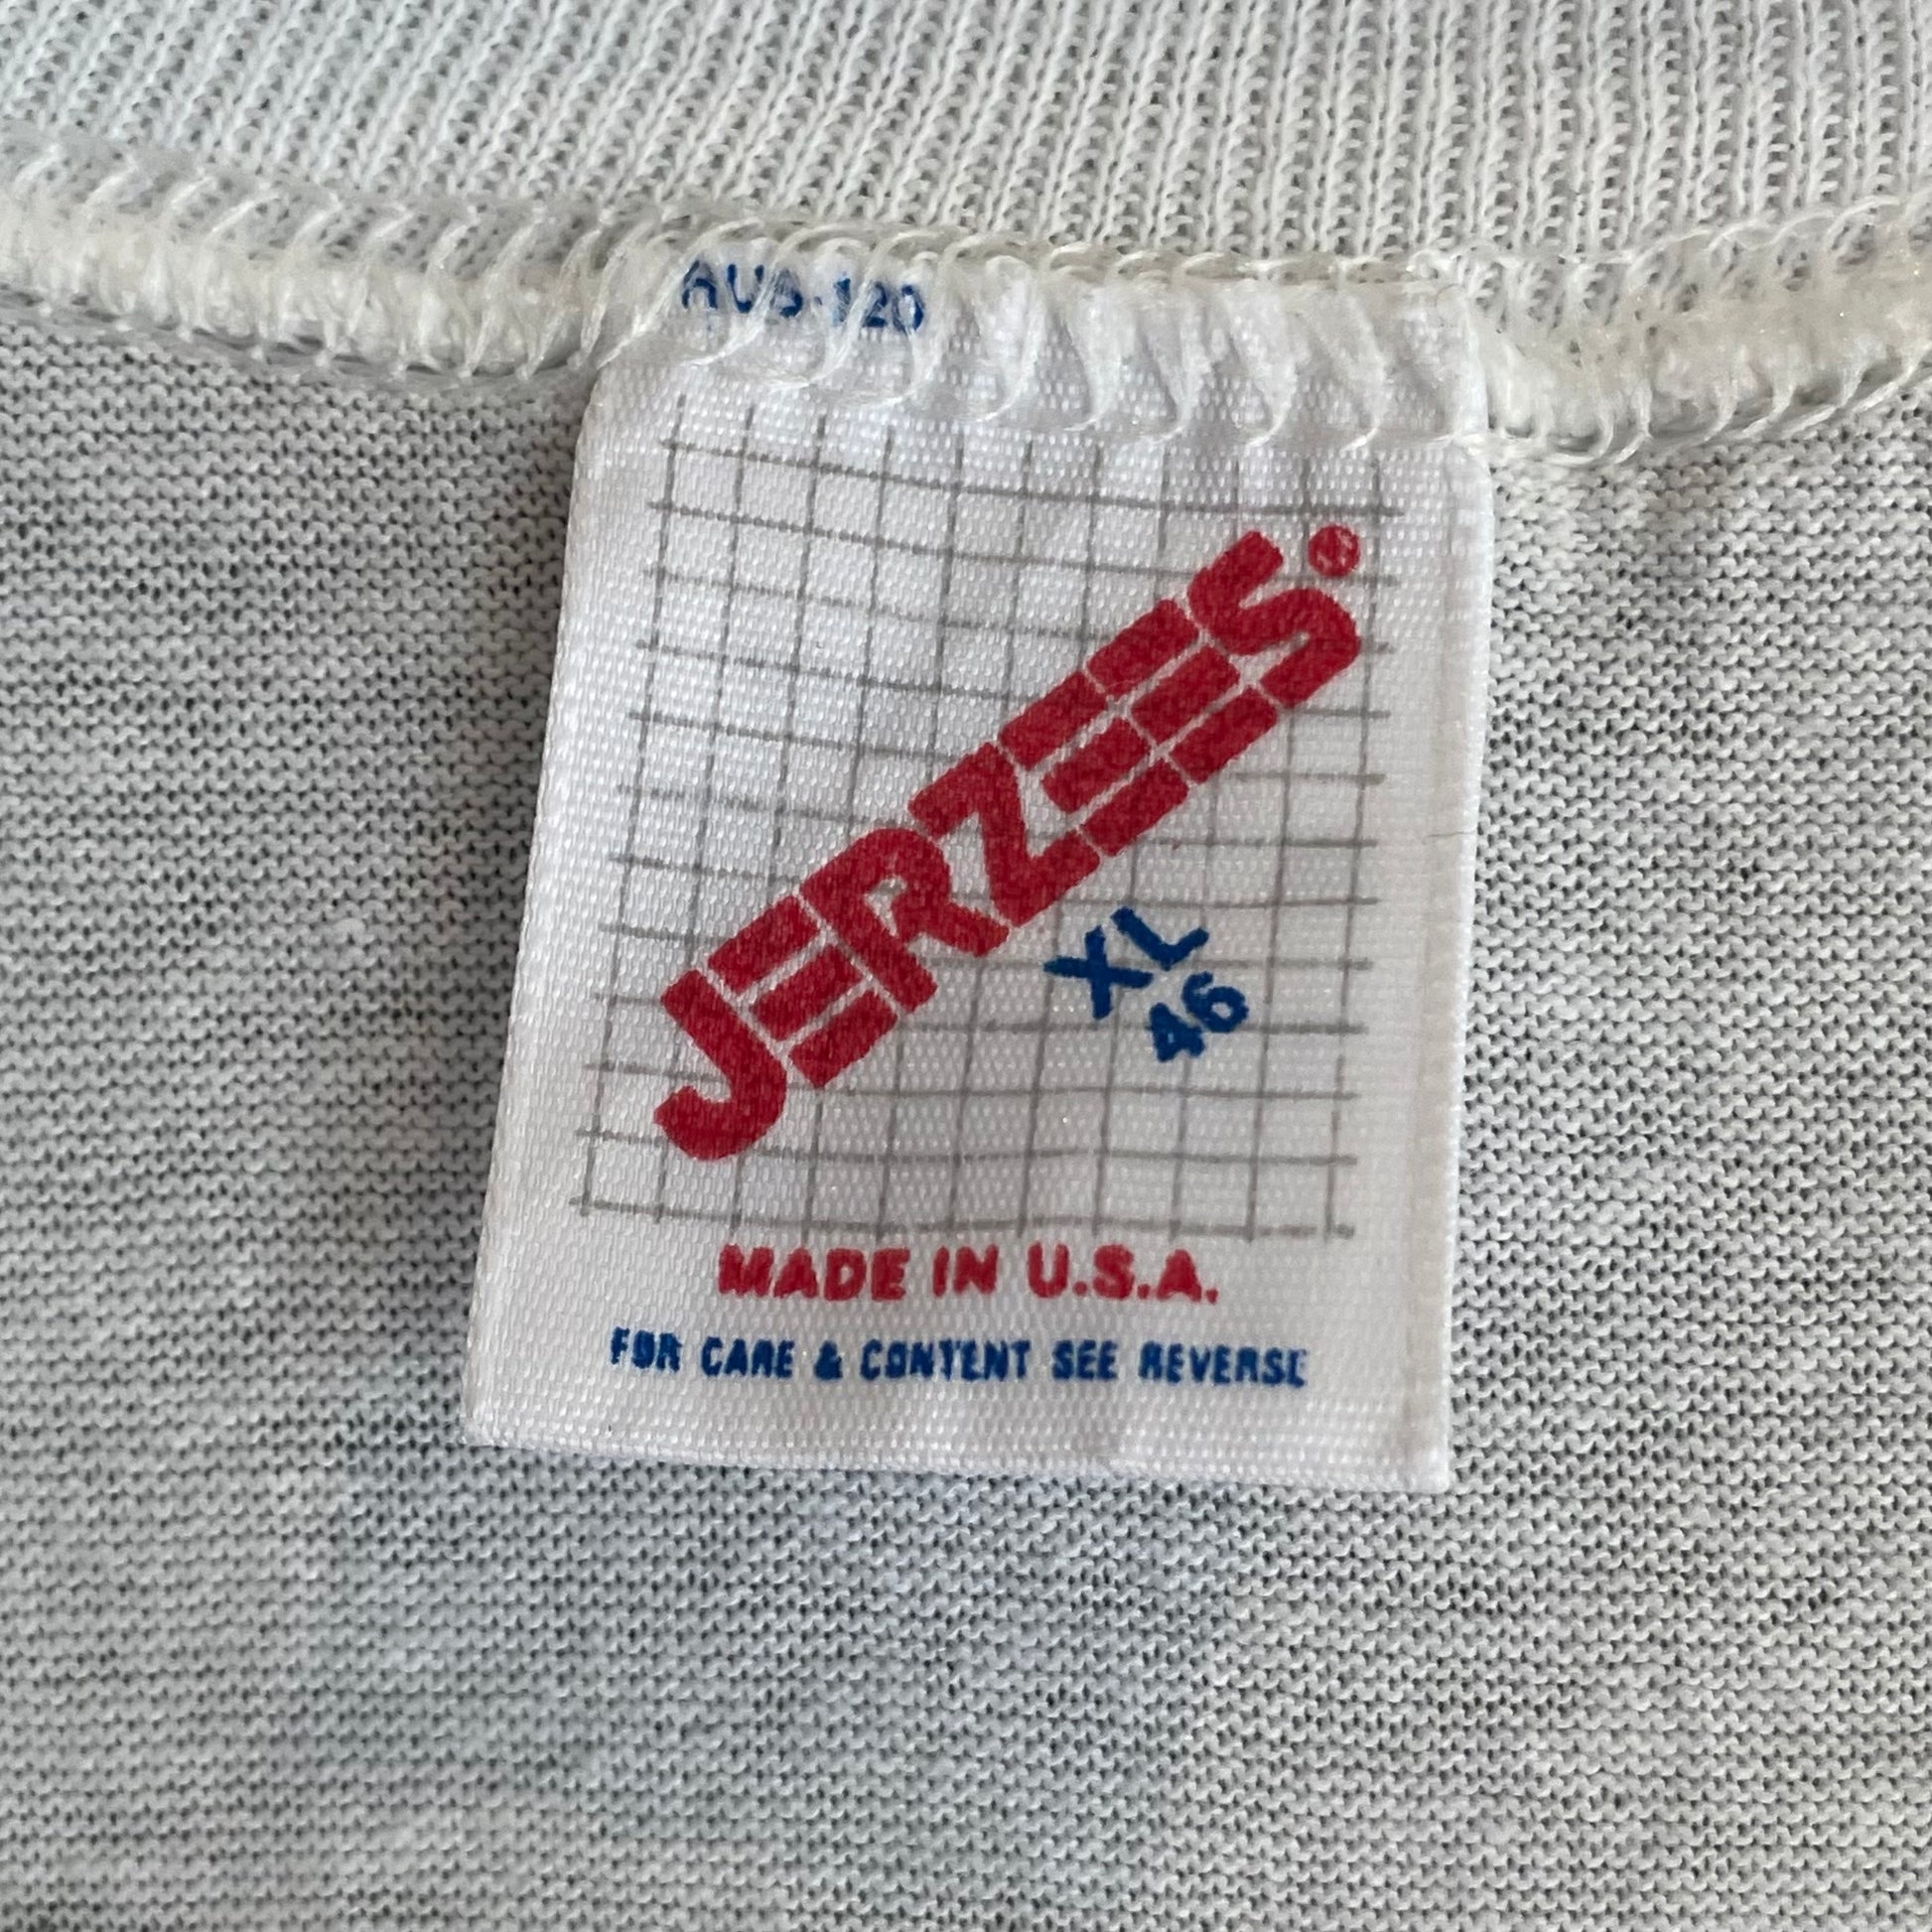 JERZEES®
XL
46
MADE IN U.S.A.
FOR CARE & CONTENT SEE REVERSE